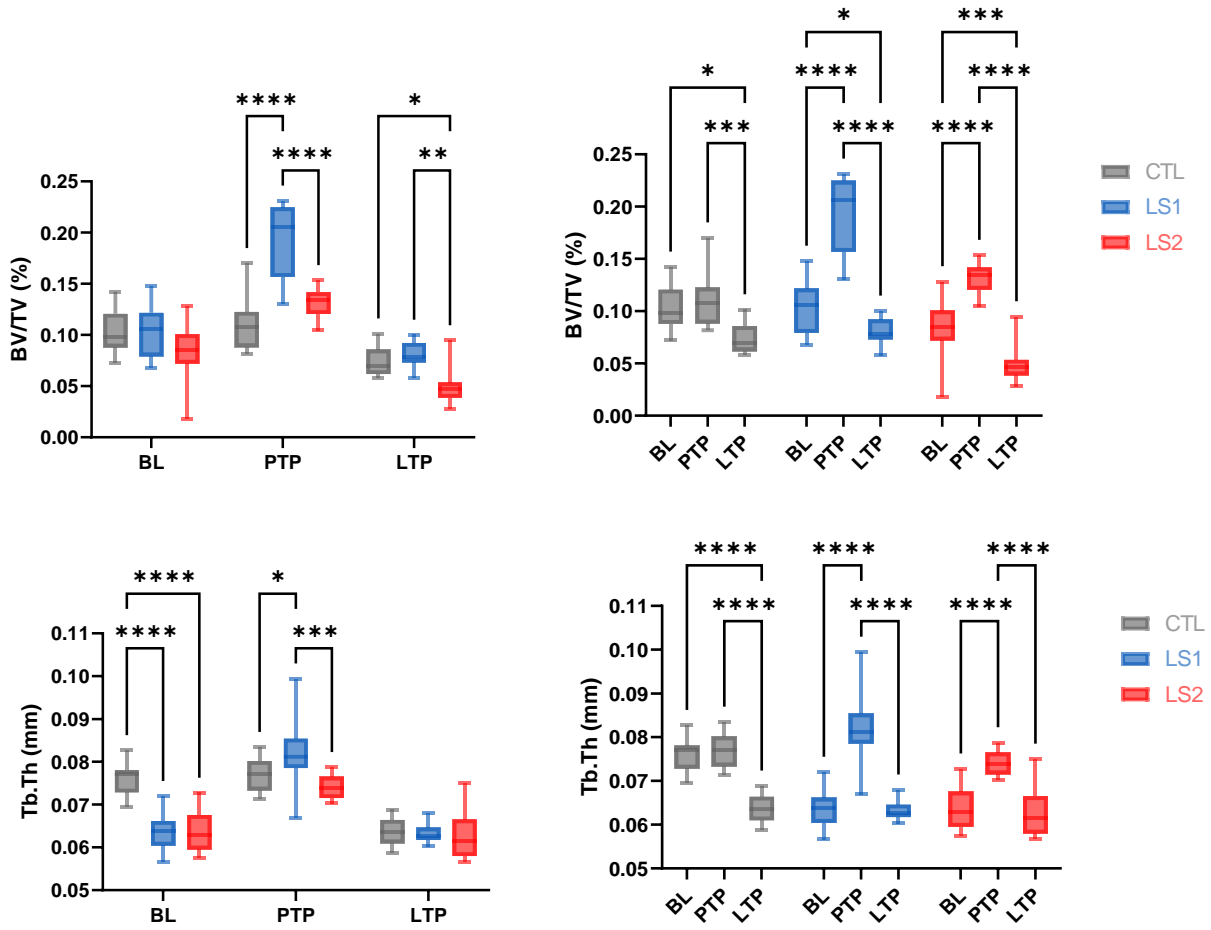 * ***
* **** ****
**** * *** **** ****
**** **
0.25 0.25 CTL
0.20 0.20 LS1
0.15 0.15 LS2
BV/TV (%) BV/TV (%)
0.10 0.10
0.05 0.05
0.00 0.00
BL PTP LTP
BL PTP LTP BL PTP LTP BL PTP LTP
**** **** ****
**** * **** **** ****
**** ***
0.11 0.11 CTL
0.10 0.10 LS1
0.09 0.09 LS2
Tb.Th (mm) Tb.Th (mm)
0.08 0.08
0.07 0.07
0.06 0.06
0.05 0.05
BL PTP LTP
BL PTP LTP BL PTP LTP BL PTP LTP